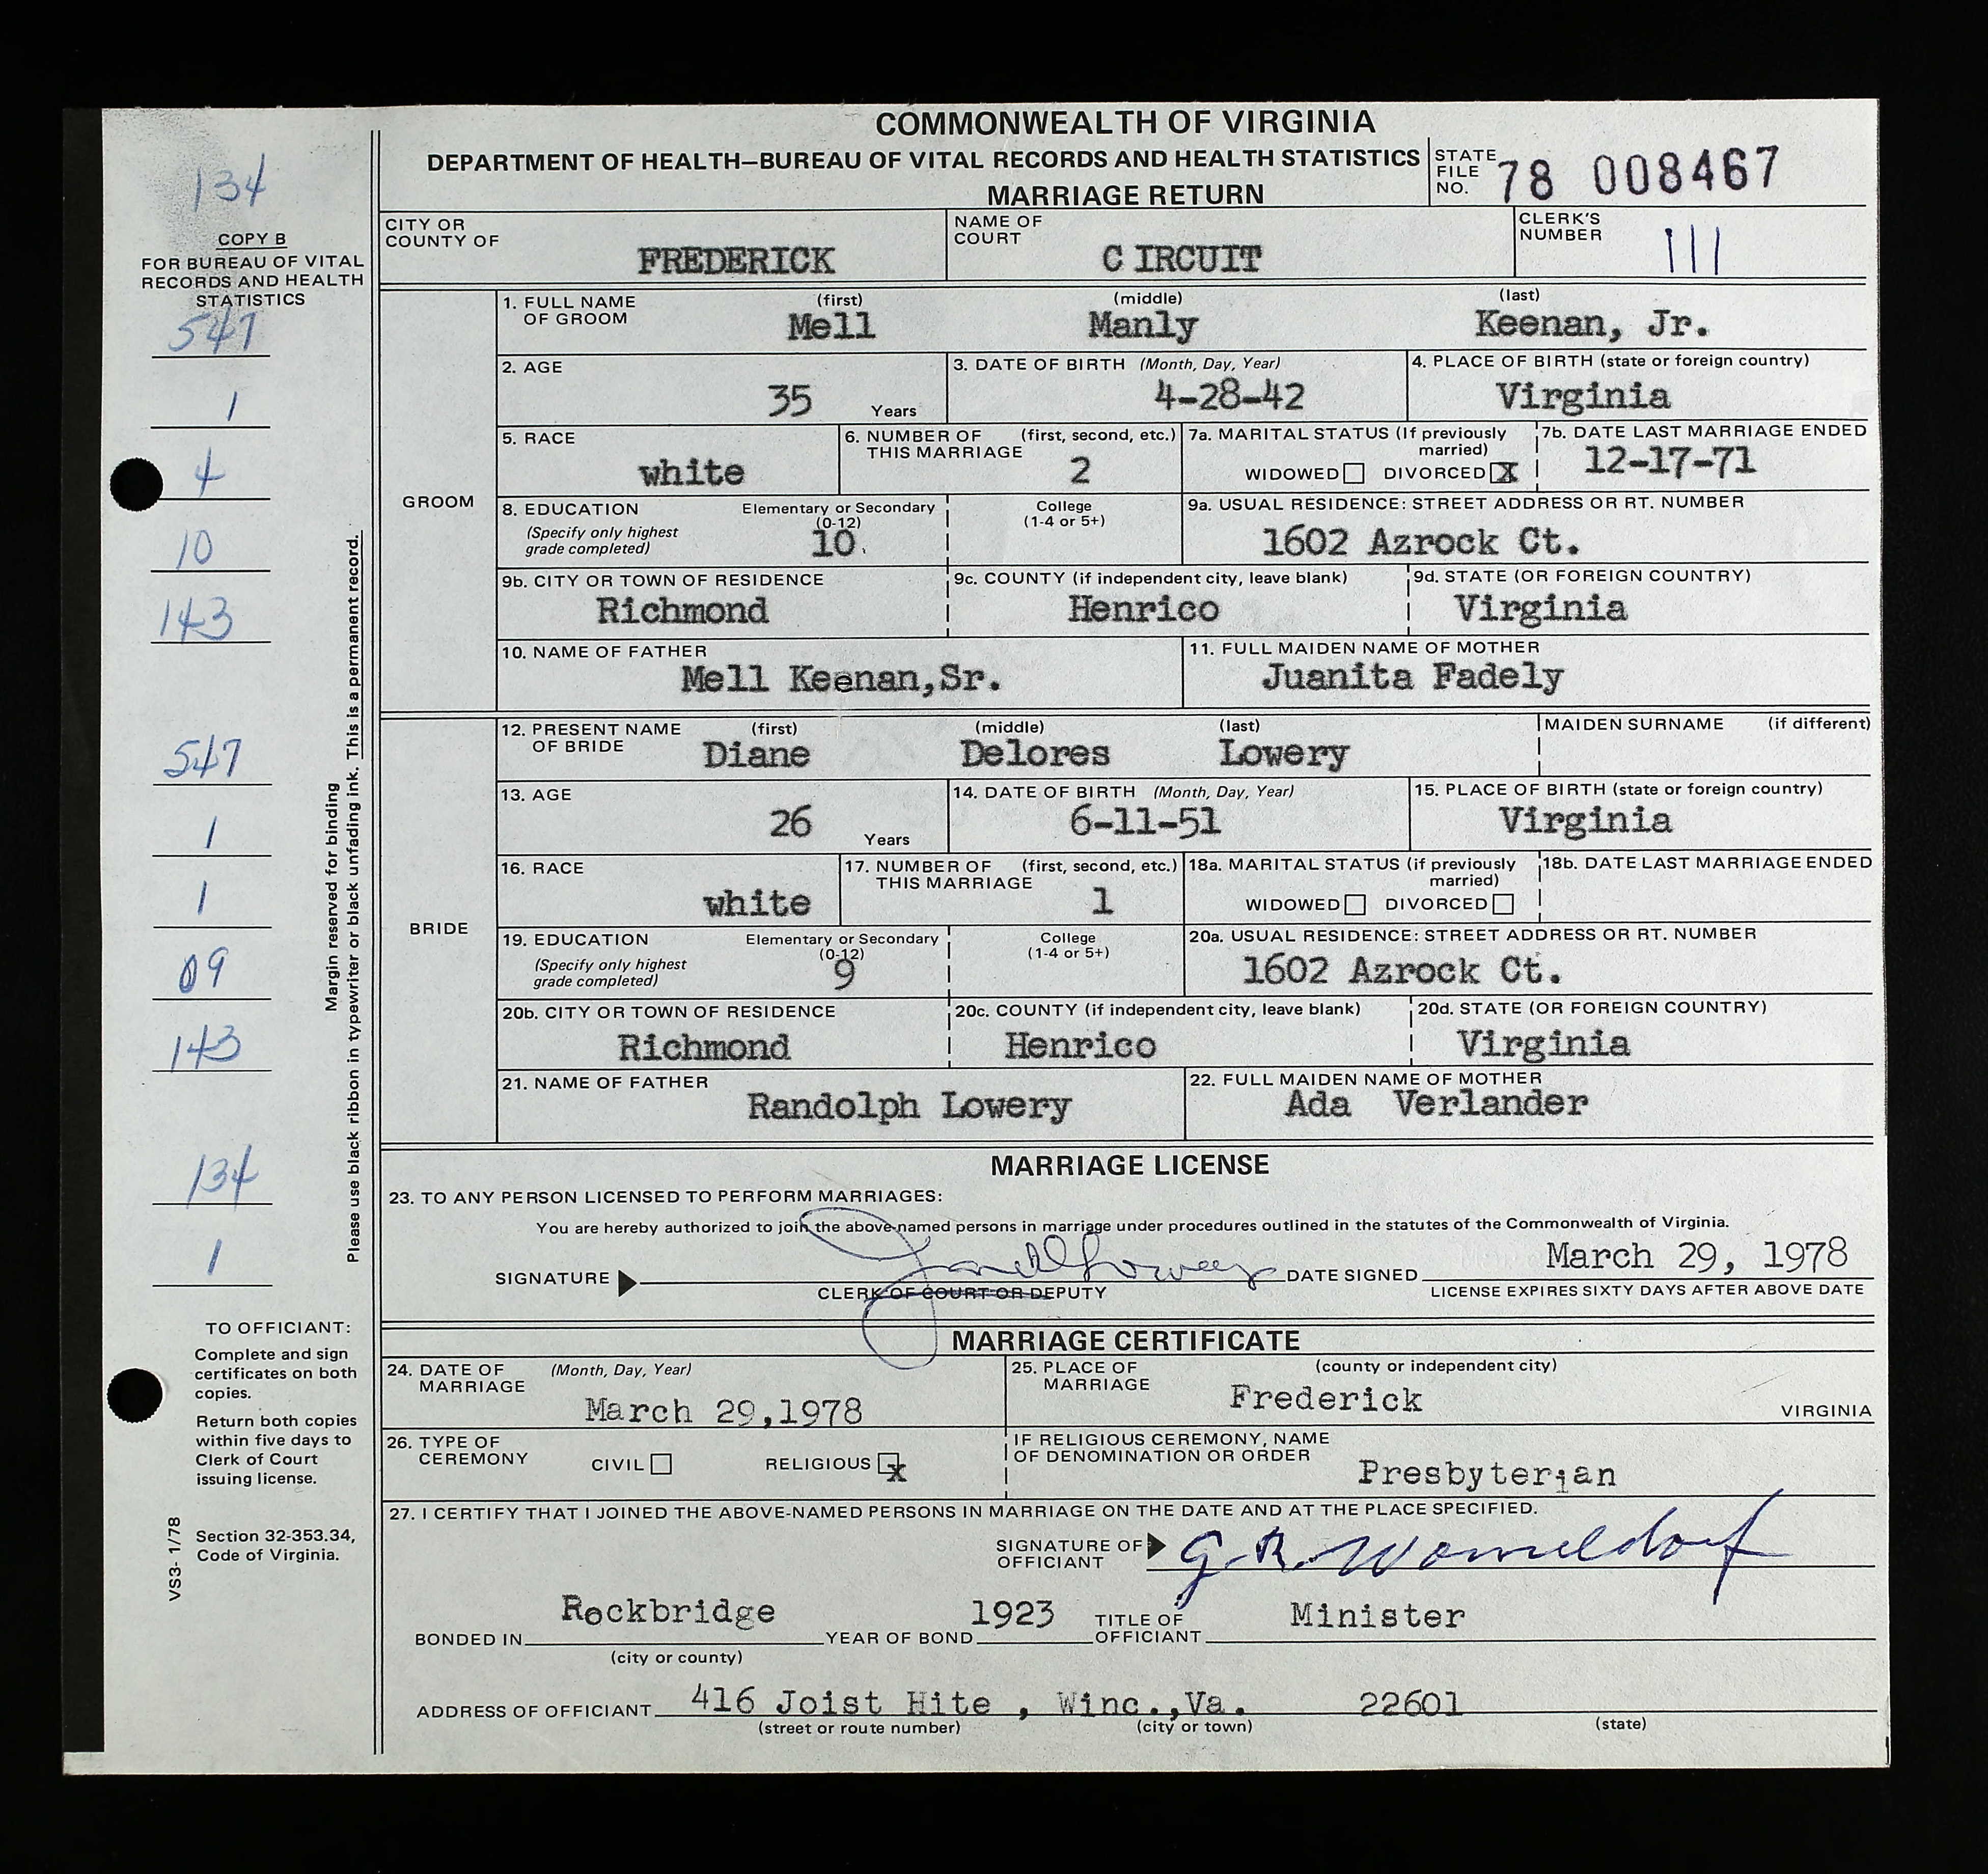 COMMONWEALTH OF VIRGINIA
DEPARTMENT OF HEALTH—BUREAU OF VITAL RECORDS AND HEALTH STATISTICS
MARRIAGE RETURN
STATE FILE NO. 78 008467
134
COPY B
FOR BUREAU OF VITAL
RECORDS AND HEALTH
STATISTICS
547
1
4
10
143
547
1
1
09
143
134
1
Margin reserved for binding
Please use black ribbon in typewriter or black unfading ink. This is a permanent record.
TO OFFICIANT:
Complete and sign
certificates on both
copies.
Return both copies
within five days to
Clerk of Court
issuing license.
Section 32-353.34,
Code of Virginia.
VS3- 1/78
CITY OR COUNTY OF FREDERICK
NAME OF COURT C IRCUIT
CLERK'S NUMBER 111
GROOM
1. FULL NAME OF GROOM (first) Mell (middle) Manly (last) Keenan, Jr.
2. AGE 35 Years
3. DATE OF BIRTH (Month, Day, Year) 4-28-42
4. PLACE OF BIRTH (state or foreign country) Virginia
5. RACE white
6. NUMBER OF THIS MARRIAGE (first, second, etc.) 2
7a. MARITAL STATUS (If previously married) WIDOWED DIVORCED X
7b. DATE LAST MARRIAGE ENDED 12-17-71
8. EDUCATION (Specify only highest grade completed) Elementary or Secondary (0-12) 10. College (1-4 or 5+)
9a. USUAL RESIDENCE: STREET ADDRESS OR RT. NUMBER 1602 Azrock Ct.
9b. CITY OR TOWN OF RESIDENCE Richmond
9c. COUNTY (if independent city, leave blank) Henrico
9d. STATE (OR FOREIGN COUNTRY) Virginia
10. NAME OF FATHER Mell Keenan,Sr.
11. FULL MAIDEN NAME OF MOTHER Juanita Fadely
BRIDE
12. PRESENT NAME OF BRIDE (first) Diane (middle) Delores (last) Lowery
MAIDEN SURNAME (if different)
13. AGE 26 Years
14. DATE OF BIRTH (Month, Day, Year) 6-11-51
15. PLACE OF BIRTH (state or foreign country) Virginia
16. RACE white
17. NUMBER OF THIS MARRIAGE (first, second, etc.) 1
18a. MARITAL STATUS (if previously married) WIDOWED DIVORCED
18b. DATE LAST MARRIAGE ENDED
19. EDUCATION (Specify only highest grade completed) Elementary or Secondary (0-12) 9 College (1-4 or 5+)
20a. USUAL RESIDENCE: STREET ADDRESS OR RT. NUMBER 1602 Azrock Ct.
20b. CITY OR TOWN OF RESIDENCE Richmond
20c. COUNTY (if independent city, leave blank) Henrico
20d. STATE (OR FOREIGN COUNTRY) Virginia
21. NAME OF FATHER Randolph Lowery
22. FULL MAIDEN NAME OF MOTHER Ada Verlander
MARRIAGE LICENSE
23. TO ANY PERSON LICENSED TO PERFORM MARRIAGES:
You are hereby authorized to join the above-named persons in marriage under procedures outlined in the statutes of the Commonwealth of Virginia.
SIGNATURE DATE SIGNED March 29, 1978
CLERK OF COURT OR DEPUTY LICENSE EXPIRES SIXTY DAYS AFTER ABOVE DATE
MARRIAGE CERTIFICATE
24. DATE OF MARRIAGE (Month, Day, Year) March 29,1978
25. PLACE OF MARRIAGE (county or independent city) Frederick VIRGINIA
26. TYPE OF CEREMONY CIVIL RELIGIOUS x
IF RELIGIOUS CEREMONY, NAME OF DENOMINATION OR ORDER Presbyterian
27. I CERTIFY THAT I JOINED THE ABOVE-NAMED PERSONS IN MARRIAGE ON THE DATE AND AT THE PLACE SPECIFIED.
SIGNATURE OF OFFICIANT G. R. Womeldorf
BONDED IN Rockbridge (city or county) YEAR OF BOND 1923 TITLE OF OFFICIANT Minister
ADDRESS OF OFFICIANT 416 Joist Hite , Winc.,Va. 22601
(street or route number) (city or town) (state)